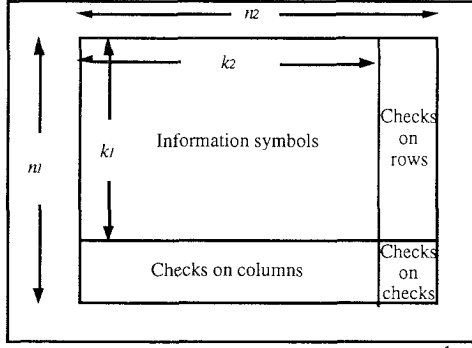 n2
k2
Checks
on
rows
Information symbols
k1
n1
Checks on columns
Checks
on
checks